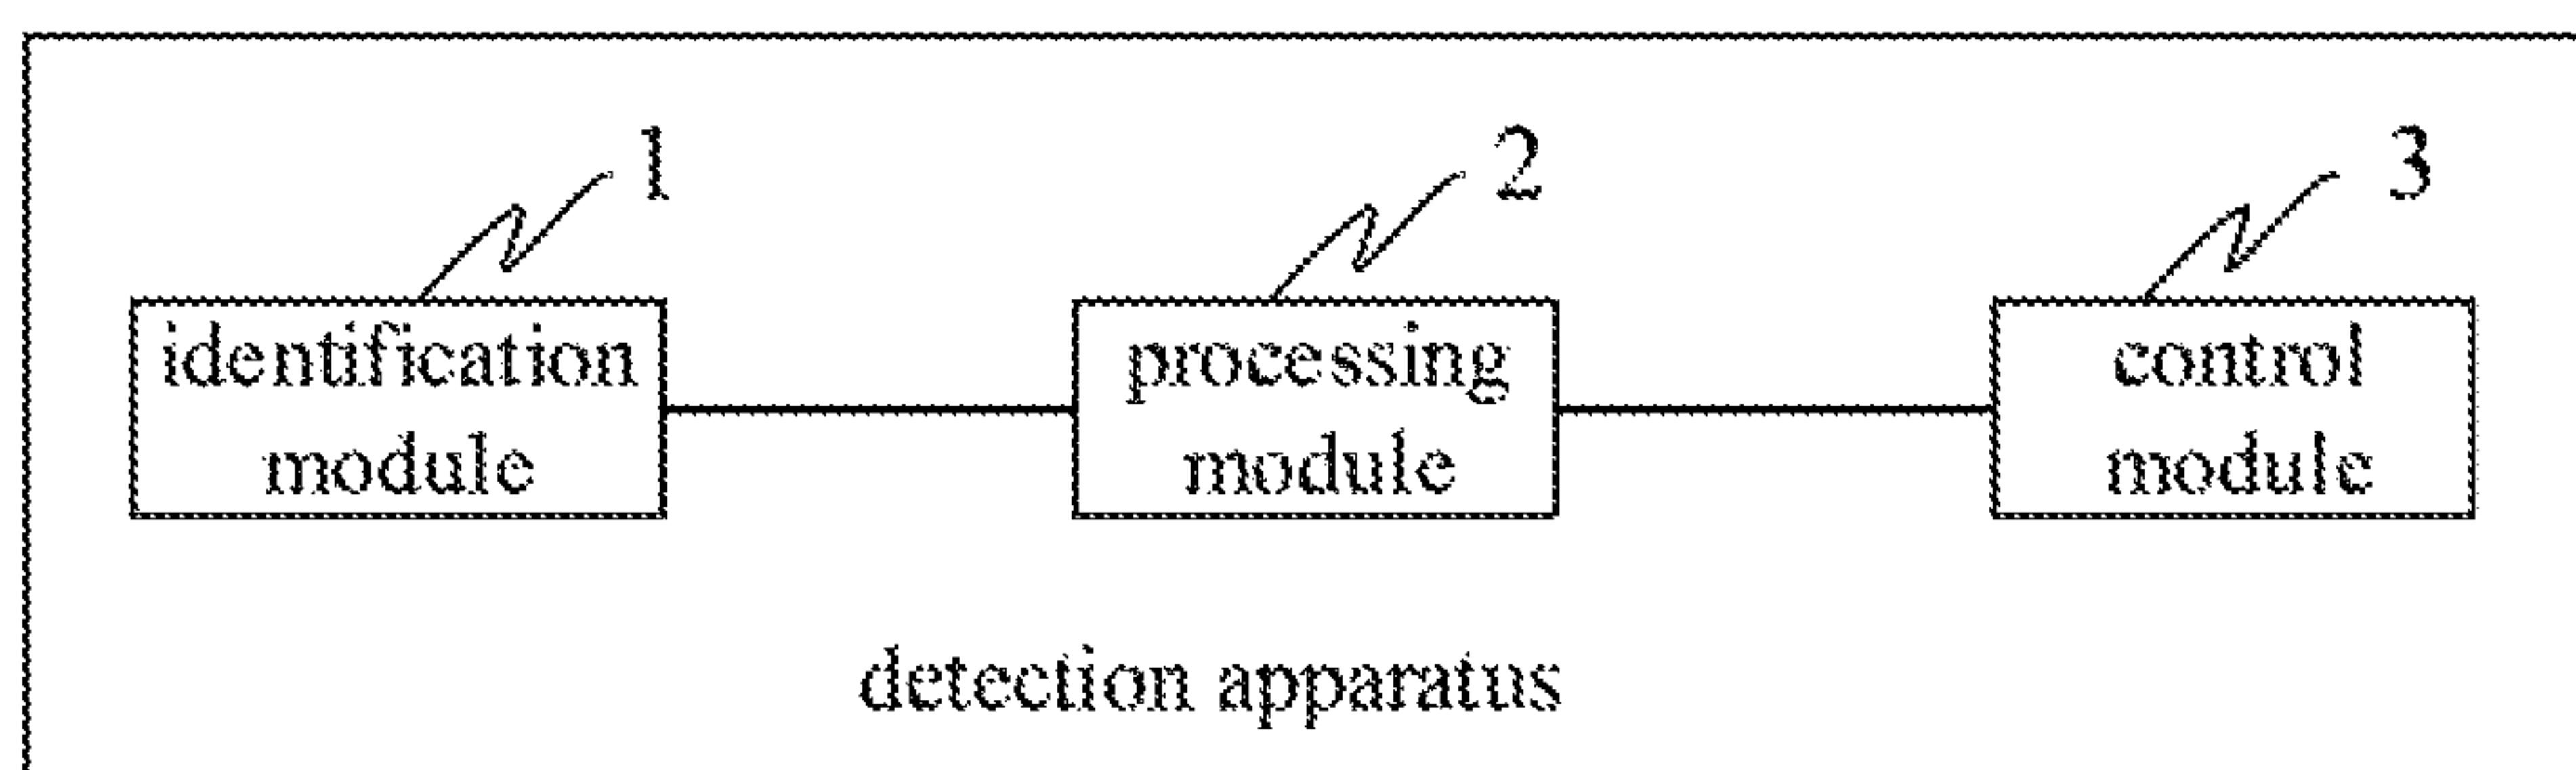 1
2
3
identification
module
processing
module
control
module
detection apparatus